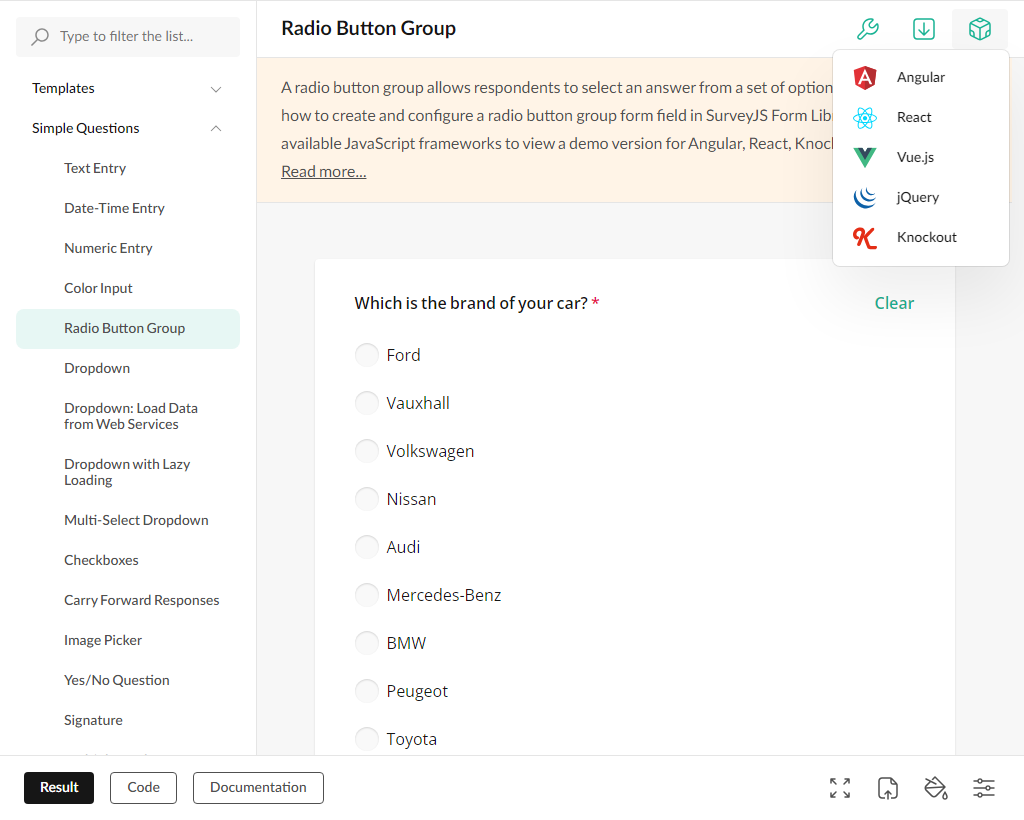 Type to filter the list...
Templates
Simple Questions
Text Entry
Date-Time Entry
Numeric Entry
Color Input
Radio Button Group
Dropdown
Dropdown: Load Data
from Web Services
Dropdown with Lazy
Loading
Multi-Select Dropdown
Checkboxes
Carry Forward Responses
Image Picker
Yes/No Question
Signature
Radio Button Group
A radio button group allows respondents to select an answer from a set of option
how to create and configure a radio button group form field in SurveyJS Form Lib
available JavaScript frameworks to view a demo version for Angular, React, Knoc
Read more...
Angular
React
Vue.js
jQuery
Knockout
Which is the brand of your car? *
Clear
Ford
Vauxhall
Volkswagen
Nissan
Audi
Mercedes-Benz
BMW
Peugeot
Toyota
Result
Code
Documentation